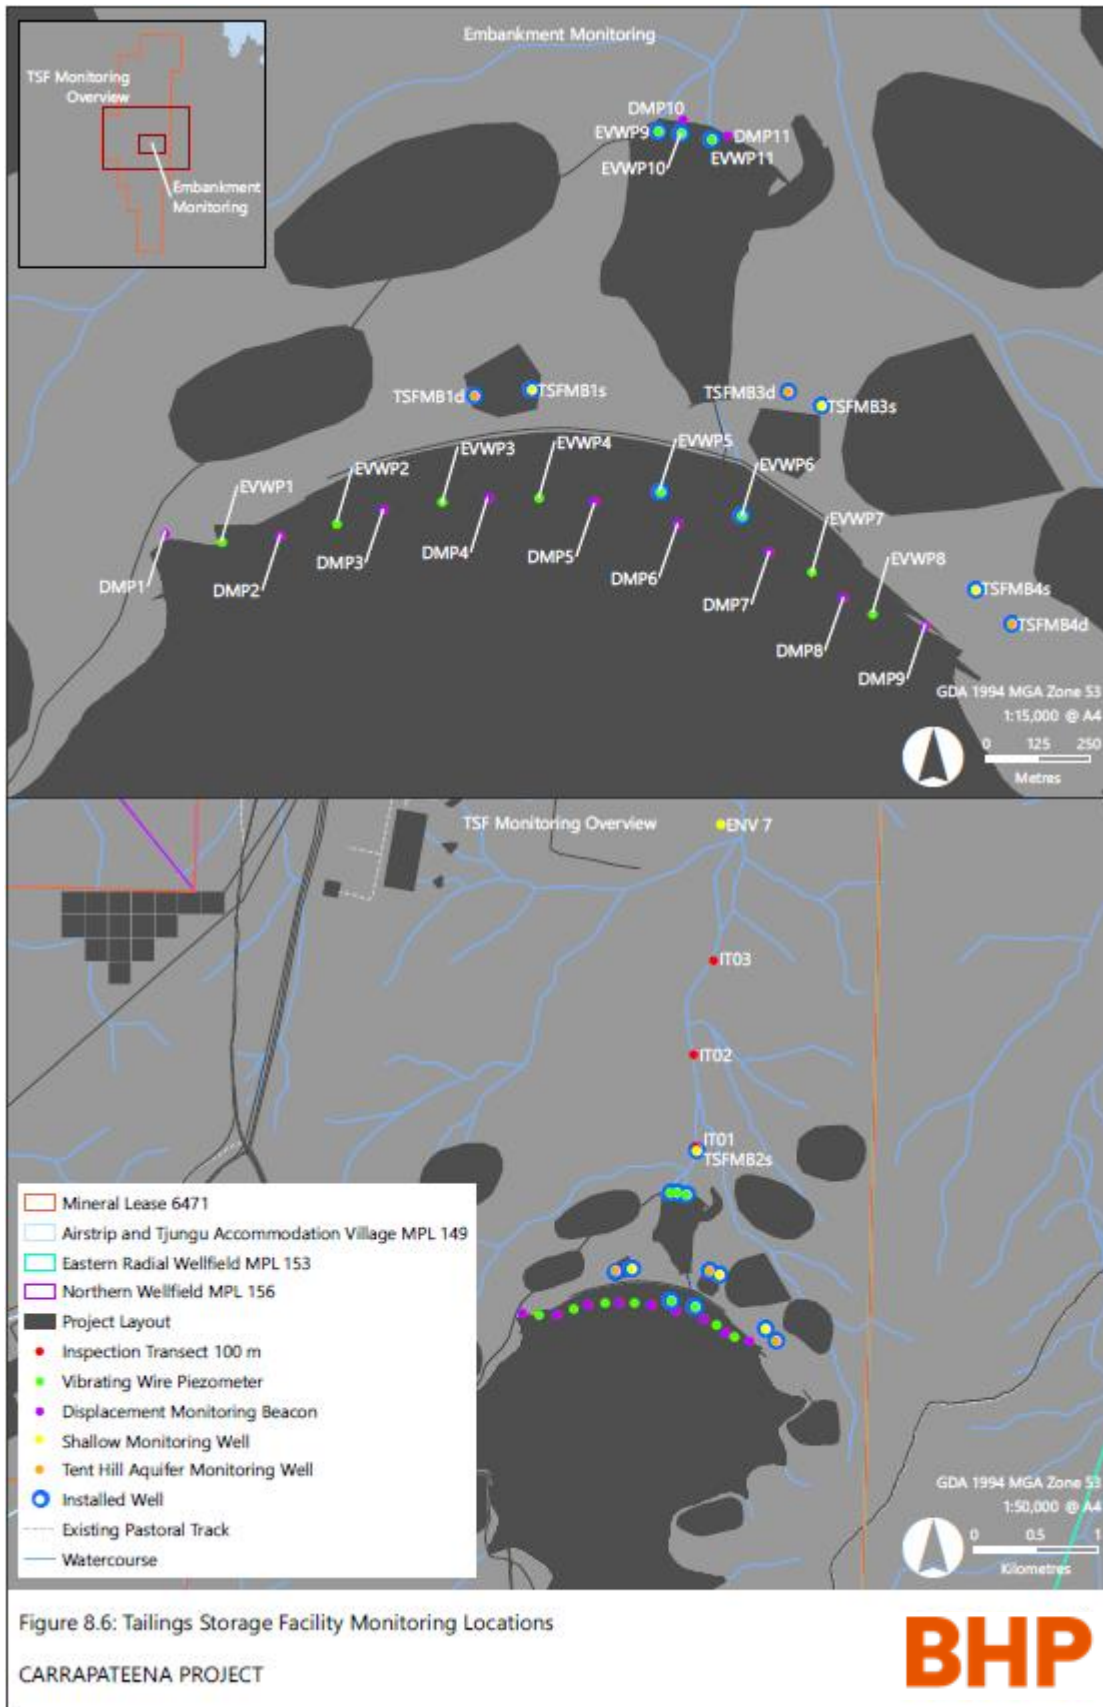 Embankment Monitoring
TSF Monitoring
Overview
Embankment
Monitoring
DMP10
EVWP9
DMP11
EVWP10
EVWP11
TSFMB1d
TSFMB1s
TSFMB3d
TSFMB3s
EVWP1
EVWP2
EVWP3
EVWP4
EVWP5
EVWP6
EVWP7
EVWP8
DMP1
DMP2
DMP3
DMP4
DMP5
DMP6
DMP7
DMP8
DMP9
TSFMB4s
TSFMB4d
GDA 1994 MGA Zone 53
1:15,000 @ A4
0 125 250
Metres
TSF Monitoring Overview
ENV 7
IT03
IT02
IT01
TSFMB2s
Mineral Lease 6471
Airstrip and Tjungu Accommodation Village MPL 149
Eastern Radial Wellfield MPL 153
Northern Wellfield MPL 156
Project Layout
Inspection Transect 100 m
Vibrating Wire Piezometer
Displacement Monitoring Beacon
Shallow Monitoring Well
Tent Hill Aquifer Monitoring Well
Installed Well
Existing Pastoral Track
Watercourse
GDA 1994 MGA Zone 53
1:50,000 @ A4
0 0.5 1
Kilometres
Figure 8.6: Tailings Storage Facility Monitoring Locations
CARRAPATEENA PROJECT
BHP